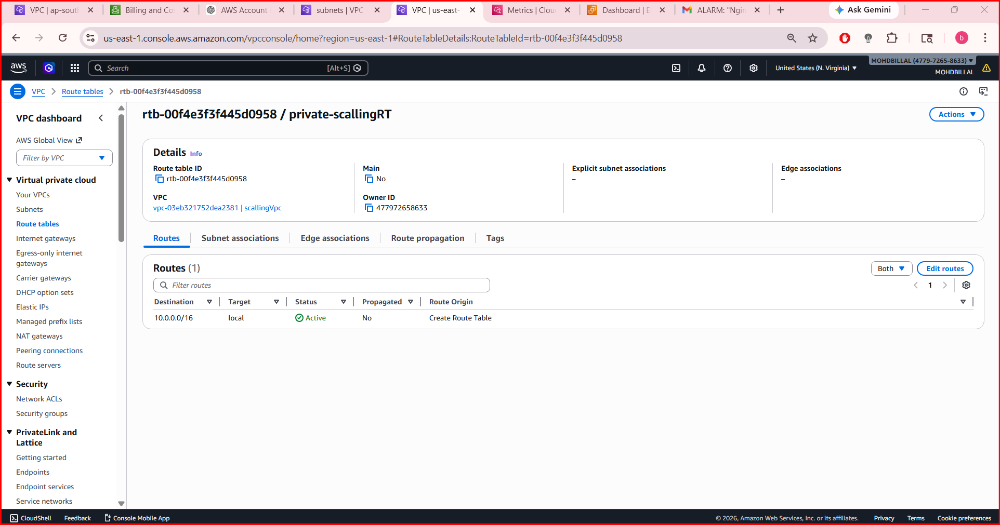 VPC | ap-sout
Billing and Co
AWS Account
subnets | VPC
VPC | us-east-
Metrics | Clou
Dashboard | E
ALARM: "Ngin
Ask Gemini
us-east-1.console.aws.amazon.com/vpcconsole/home?region=us-east-1#RouteTableDetails:RouteTableId=rtb-00f4e3f3f445d0958
b
aws
Search
[Alt+S]
United States (N. Virginia)
MOHDBILLAL (4779-7265-8633)
MOHDBILLAL
VPC
Route tables
rtb-00f4e3f3f445d0958
VPC dashboard
AWS Global View
Filter by VPC
Virtual private cloud
Your VPCs
Subnets
Route tables
Internet gateways
Egress-only internet
gateways
Carrier gateways
DHCP option sets
Elastic IPs
Managed prefix lists
NAT gateways
Peering connections
Route servers
Security
Network ACLs
Security groups
PrivateLink and
Lattice
Getting started
Endpoints
Endpoint services
Service networks
rtb-00f4e3f3f445d0958 / private-scallingRT
Actions
Details Info
Route table ID
rtb-00f4e3f3f445d0958
Main
No
Explicit subnet associations
–
Edge associations
–
VPC
vpc-03eb321752dea2381 | scallingVpc
Owner ID
477972658633
Routes
Subnet associations
Edge associations
Route propagation
Tags
Routes (1)
Both
Edit routes
Filter routes
1
Destination Target Status Propagated Route Origin
10.0.0.0/16 local Active No Create Route Table
CloudShell Feedback Console Mobile App
© 2026, Amazon Web Services, Inc. or its affiliates. Privacy Terms Cookie preferences